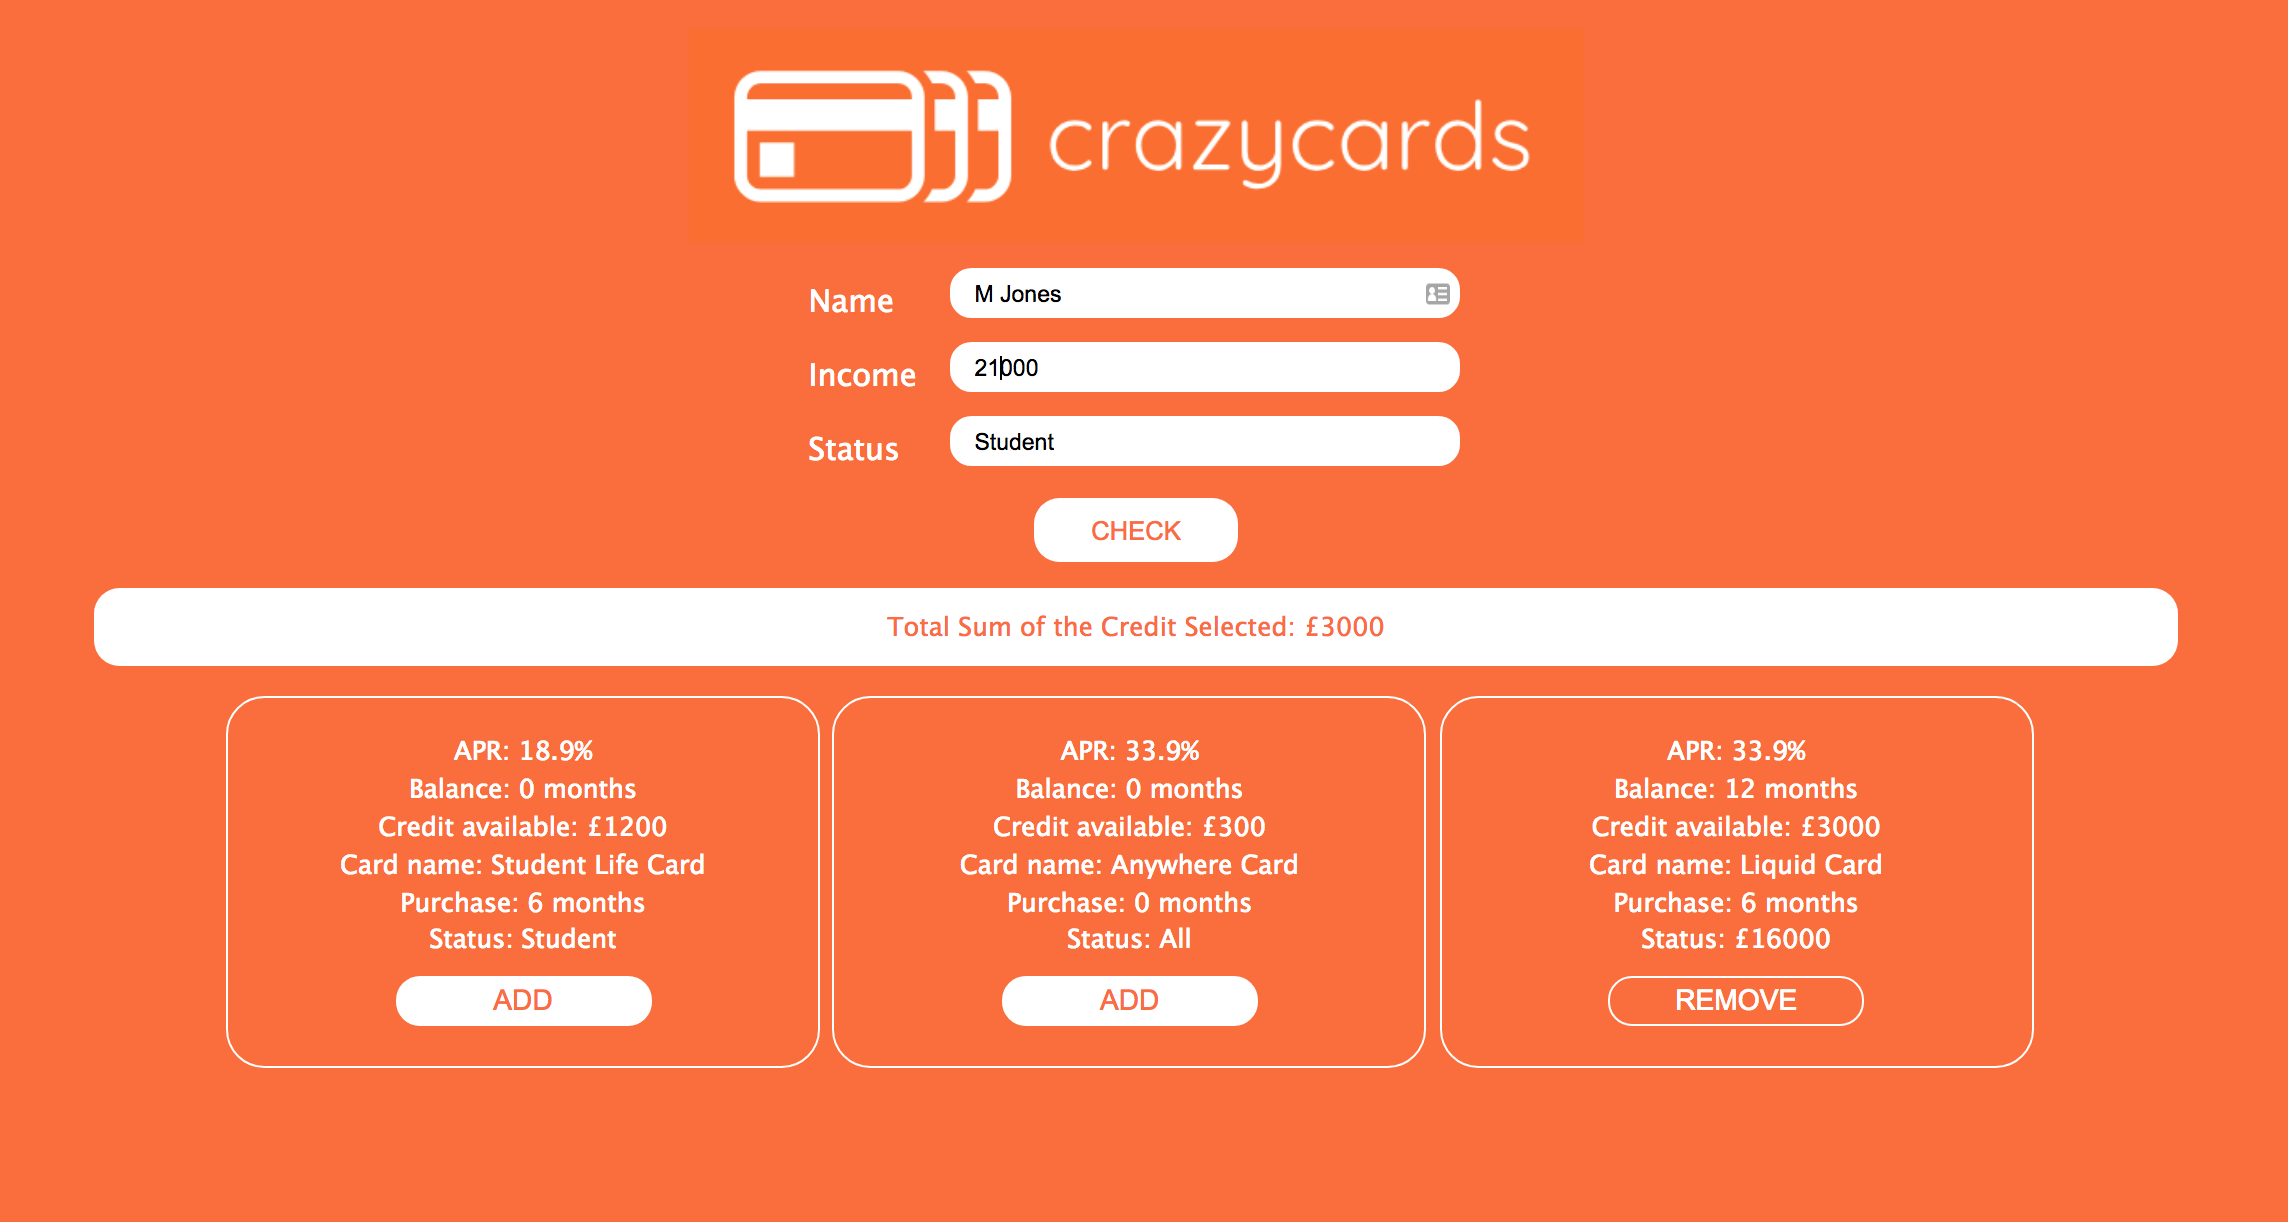 crazycards
Name
M Jones
Income
21000
Status
Student
CHECK
Total Sum of the Credit Selected: £3000
APR: 18.9%
Balance: 0 months
Credit available: £1200
Card name: Student Life Card
Purchase: 6 months
Status: Student
ADD
APR: 33.9%
Balance: 0 months
Credit available: £300
Card name: Anywhere Card
Purchase: 0 months
Status: All
ADD
APR: 33.9%
Balance: 12 months
Credit available: £3000
Card name: Liquid Card
Purchase: 6 months
Status: £16000
REMOVE